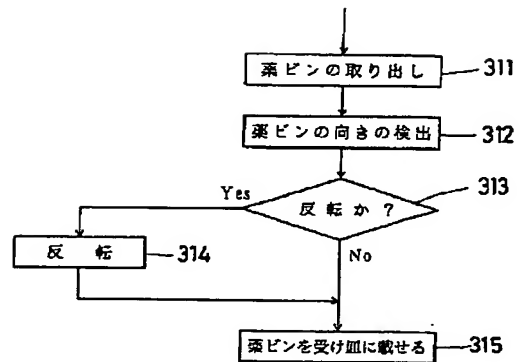 薬ビンの取り出し 311
薬ビンの向きの検出 312
反転か? 313
Yes
No
反転 314
薬ビンを受け皿に載せる 315